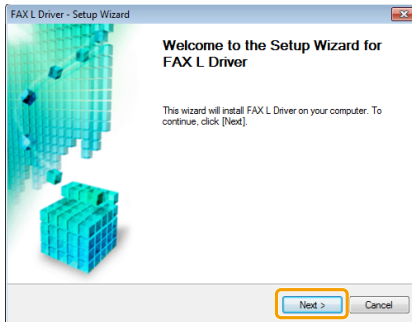 FAX L Driver - Setup Wizard
Welcome to the Setup Wizard for
FAX L Driver
This wizard will install FAX L Driver on your computer. To
continue, click [Next].
Next >
Cancel